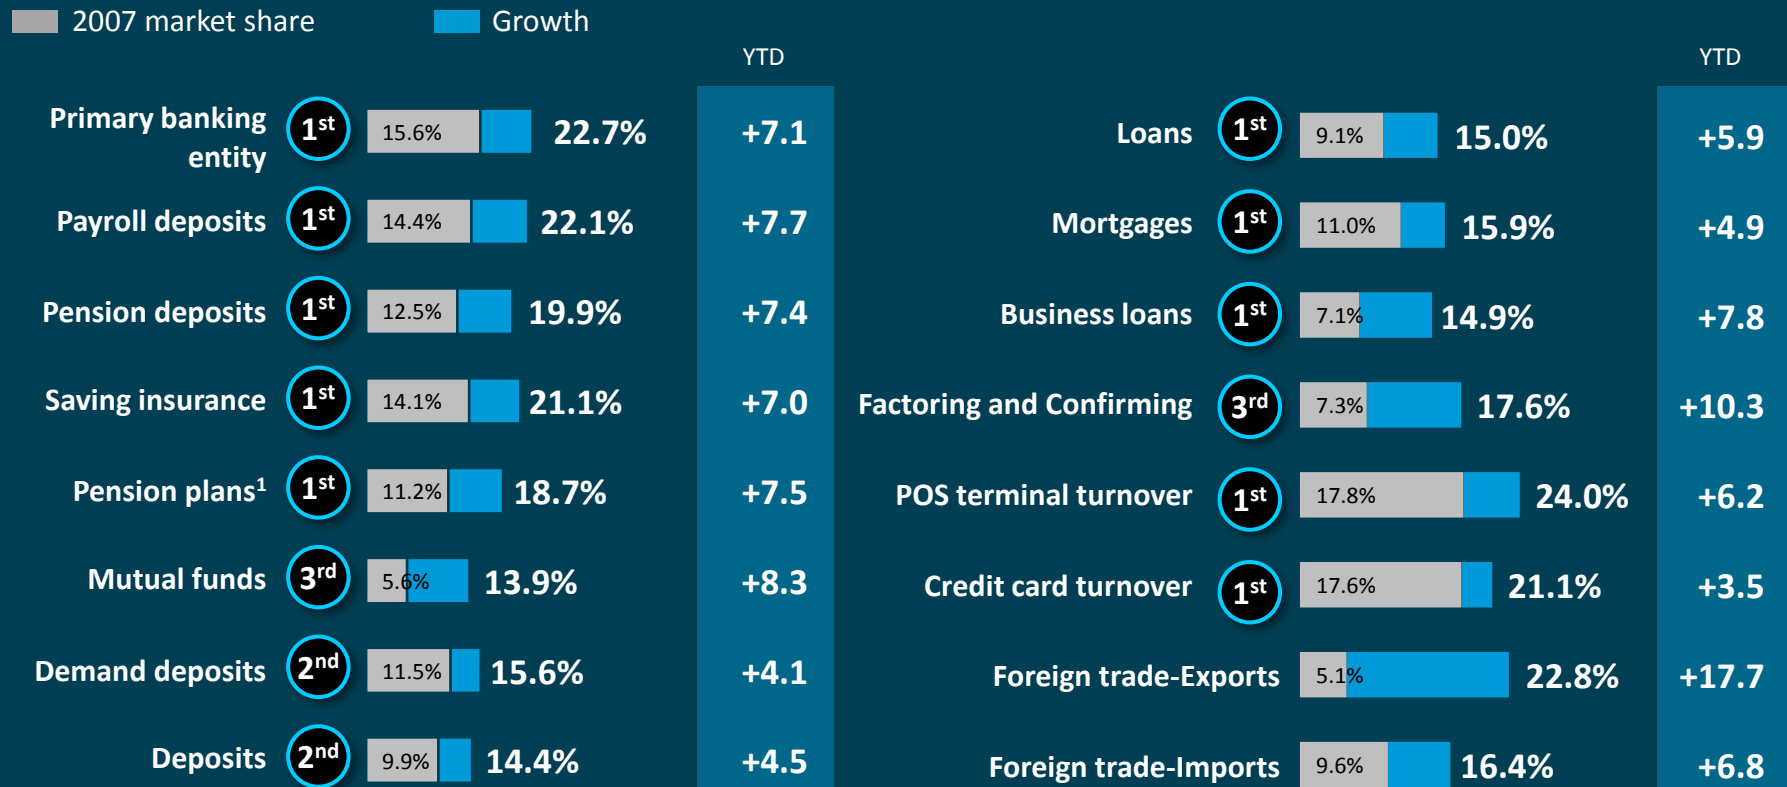 2007 market share
Growth
YTD
Primary banking
entity
1st
15.6%
22.7%
+7.1
Payroll deposits
1st
14.4%
22.1%
+7.7
Pension deposits
1st
12.5%
19.9%
+7.4
Saving insurance
1st
14.1%
21.1%
+7.0
Pension plans1
1st
11.2%
18.7%
+7.5
Mutual funds
3rd
5.6%
13.9%
+8.3
Demand deposits
2nd
11.5%
15.6%
+4.1
Deposits
2nd
9.9%
14.4%
+4.5
YTD
Loans
1st
9.1%
15.0%
+5.9
Mortgages
1st
11.0%
15.9%
+4.9
Business loans
1st
7.1%
14.9%
+7.8
Factoring and Confirming
3rd
7.3%
17.6%
+10.3
POS terminal turnover
1st
17.8%
24.0%
+6.2
Credit card turnover
1st
17.6%
21.1%
+3.5
Foreign trade-Exports
5.1%
22.8%
+17.7
Foreign trade-Imports
9.6%
16.4%
+6.8